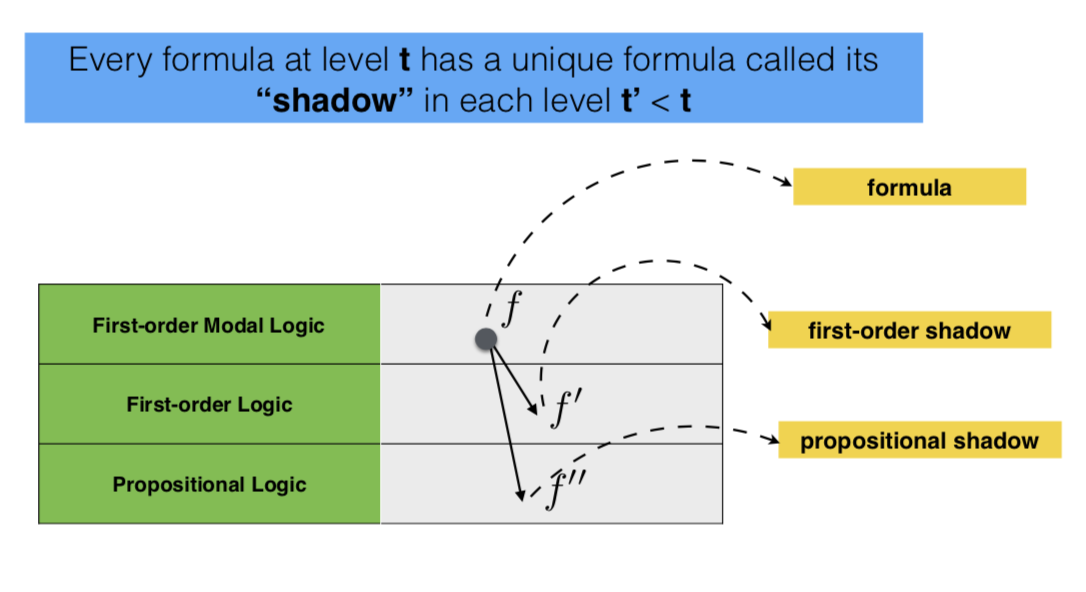 Every formula at level t has a unique formula called its
“shadow” in each level t’ < t
formula
First-order Modal Logic
f
first-order shadow
First-order Logic
f′
propositional shadow
Propositional Logic
f′′